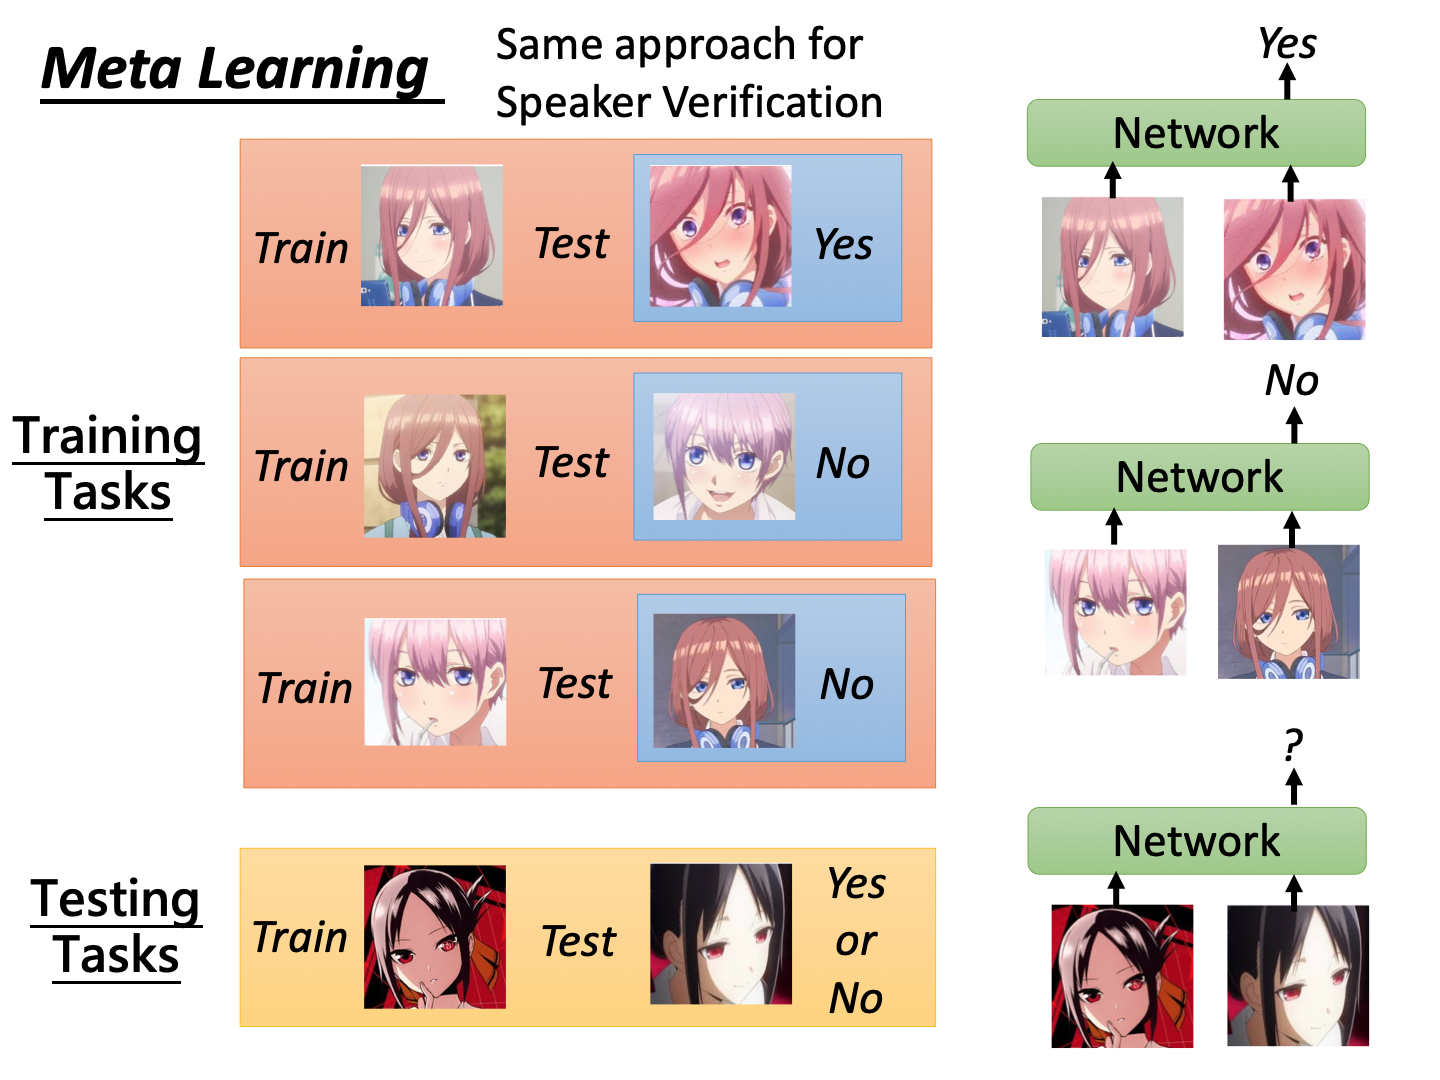 Meta Learning
Same approach for
Speaker Verification
Training
Tasks
Train
Test
Yes
Train
Test
No
Train
Test
No
Testing
Tasks
Train
Test
Yes
or
No
Yes
Network
No
Network
?
Network